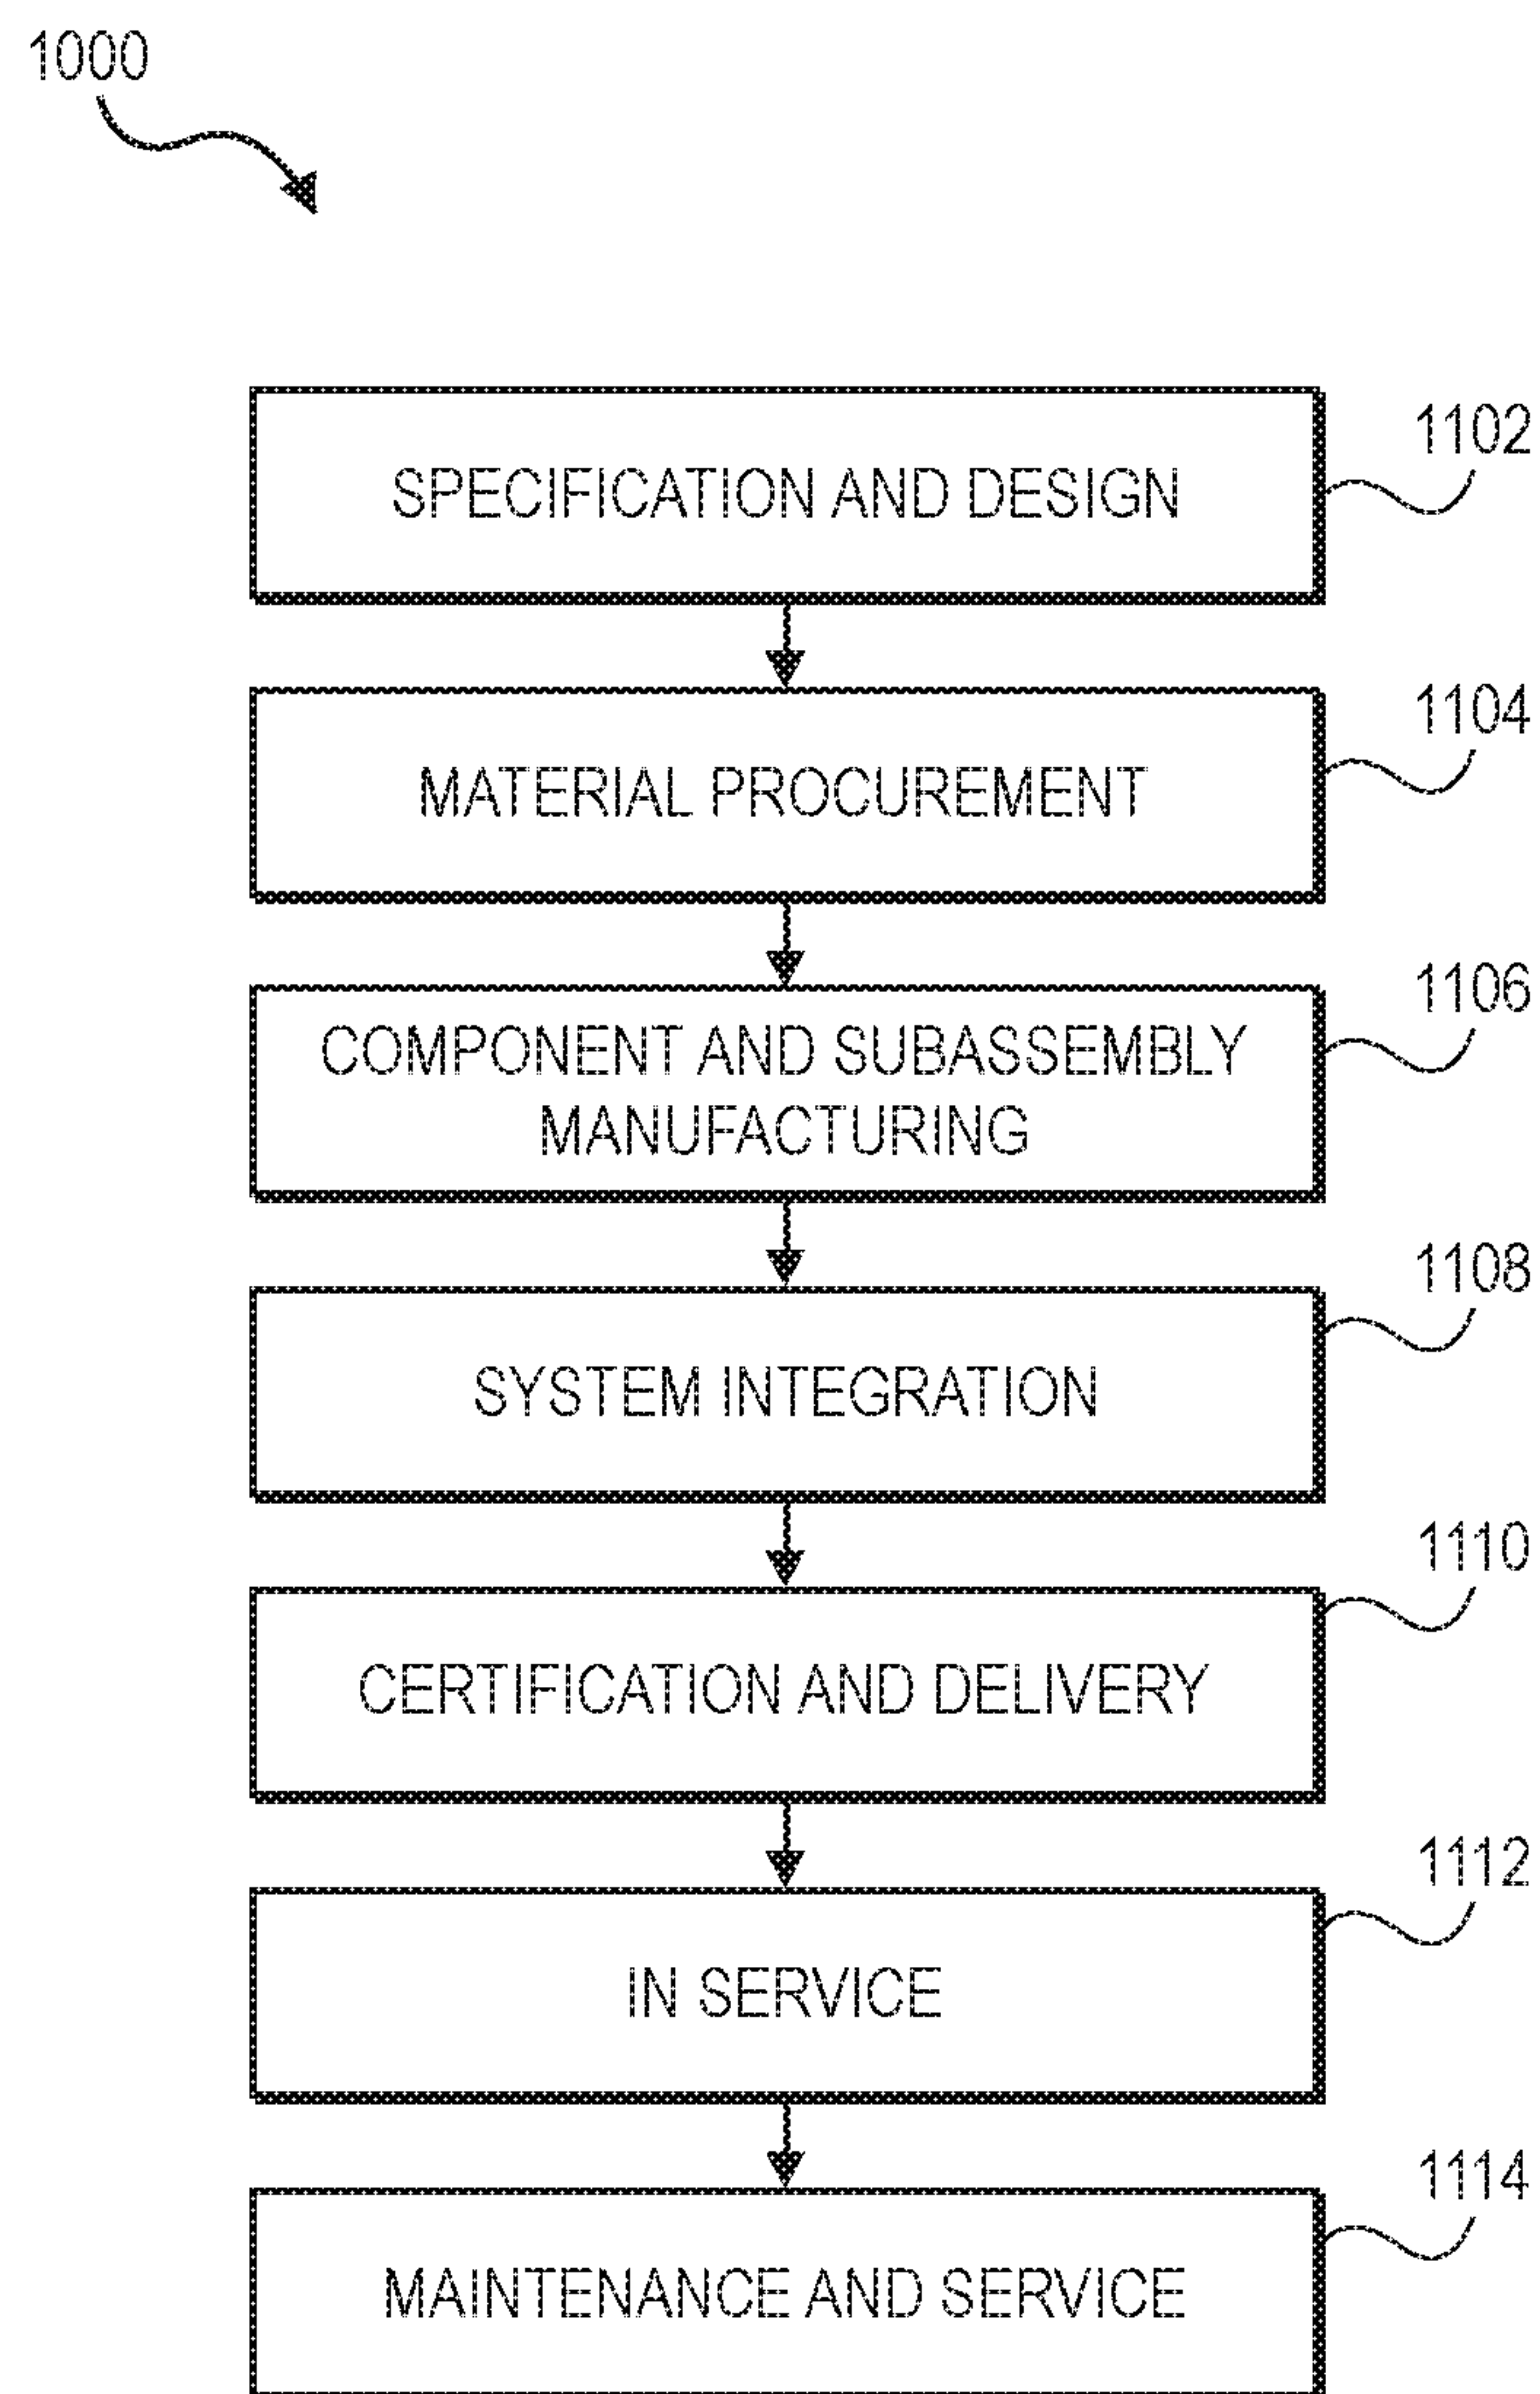 1000
1102
SPECIFICATION AND DESIGN
1104
MATERIAL PROCUREMENT
1106
COMPONENT AND SUBASSEMBLY
MANUFACTURING
1108
SYSTEM INTEGRATION
1110
CERTIFICATION AND DELIVERY
1112
IN SERVICE
1114
MAINTENANCE AND SERVICE